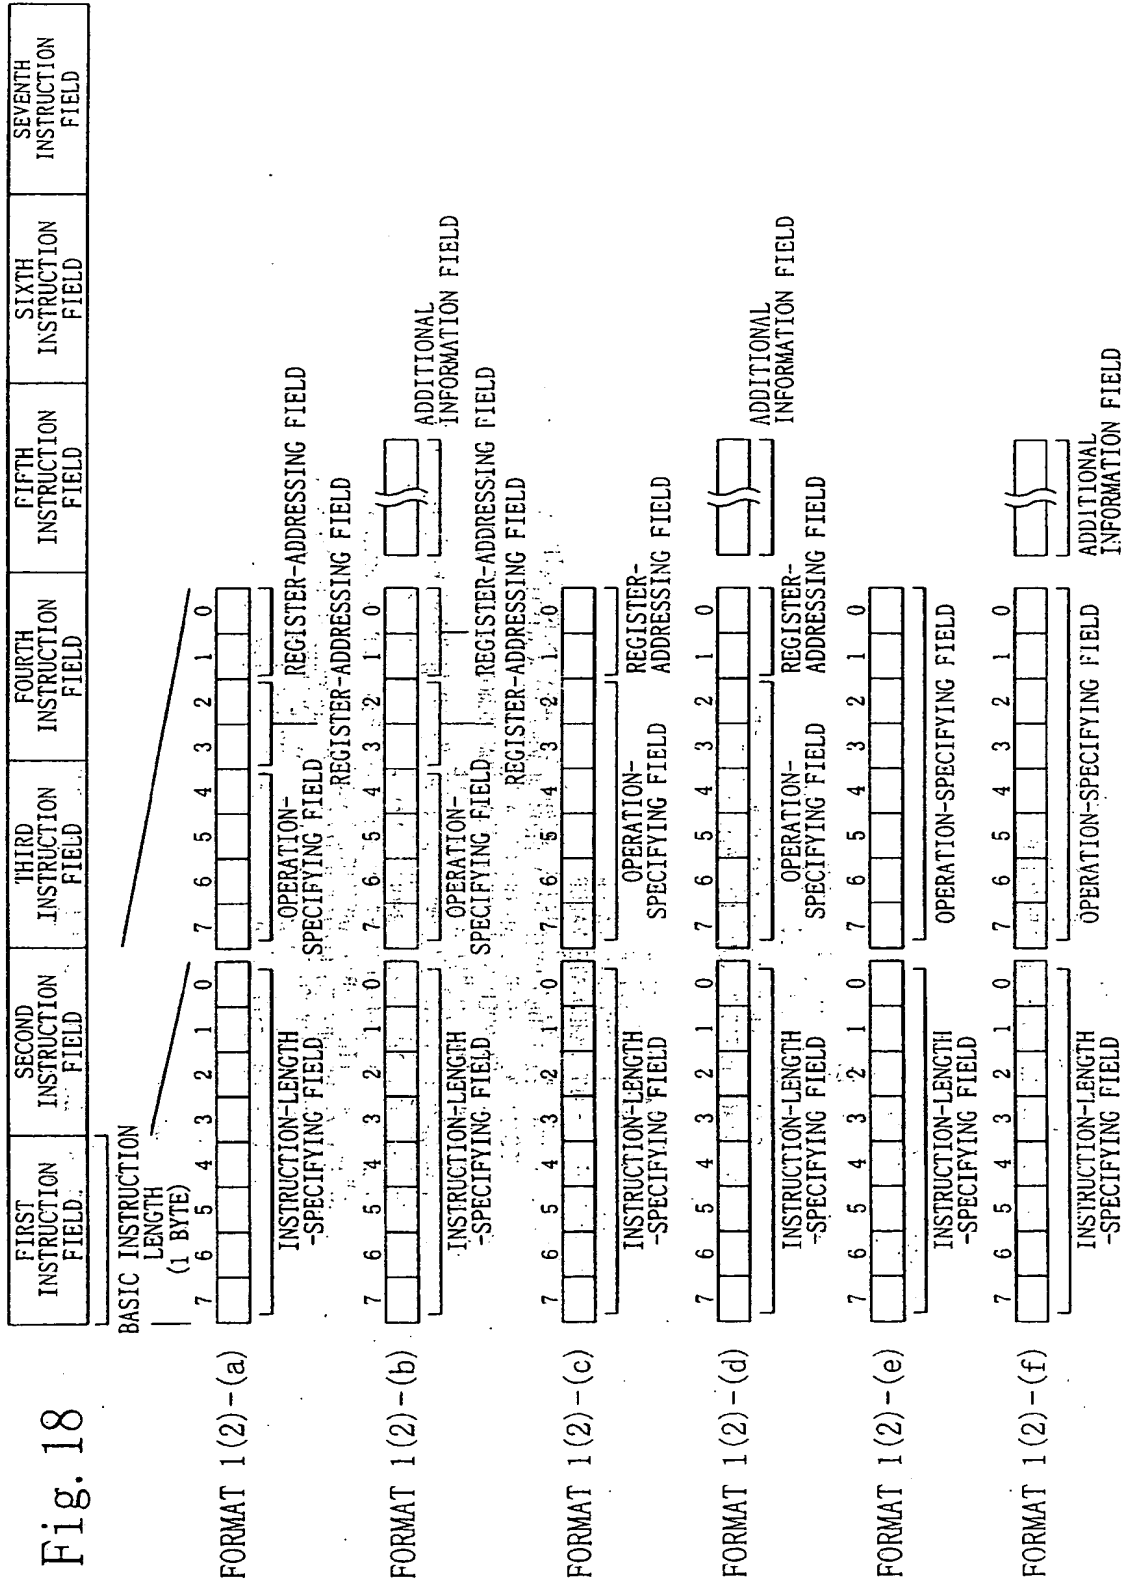 Fig. 18
FIRST
INSTRUCTION
FIELD
SECOND
INSTRUCTION
FIELD
THIRD
INSTRUCTION
FIELD
FOURTH
INSTRUCTION
FIELD
FIFTH
INSTRUCTION
FIELD
SIXTH
INSTRUCTION
FIELD
SEVENTH
INSTRUCTION
FIELD
BASIC INSTRUCTION
LENGTH
(1 BYTE)
FORMAT 1(2)-(a)
7 6 5 4 3 2 1 0 7 6 5 4 3 2 1 0
INSTRUCTION-LENGTH
-SPECIFYING FIELD
OPERATION-
SPECIFYING FIELD
REGISTER-ADDRESSING FIELD
REGISTER-ADDRESSING FIELD
FORMAT 1(2)-(b)
7 6 5 4 3 2 1 0 7 6 5 4 3 2 1 0
INSTRUCTION-LENGTH
-SPECIFYING FIELD
OPERATION-
SPECIFYING FIELD
REGISTER-ADDRESSING FIELD
REGISTER-ADDRESSING FIELD
ADDITIONAL
INFORMATION FIELD
FORMAT 1(2)-(c)
7 6 5 4 3 2 1 0 7 6 5 4 3 2 1 0
INSTRUCTION-LENGTH
-SPECIFYING FIELD
OPERATION-
SPECIFYING FIELD
REGISTER-
ADDRESSING FIELD
FORMAT 1(2)-(d)
7 6 5 4 3 2 1 0 7 6 5 4 3 2 1 0
INSTRUCTION-LENGTH
-SPECIFYING FIELD
OPERATION-
SPECIFYING FIELD
REGISTER-
ADDRESSING FIELD
ADDITIONAL
INFORMATION FIELD
FORMAT 1(2)-(e)
7 6 5 4 3 2 1 0 7 6 5 4 3 2 1 0
INSTRUCTION-LENGTH
-SPECIFYING FIELD
OPERATION-SPECIFYING FIELD
FORMAT 1(2)-(f)
7 6 5 4 3 2 1 0 7 6 5 4 3 2 1 0
INSTRUCTION-LENGTH
-SPECIFYING FIELD
OPERATION-SPECIFYING FIELD
ADDITIONAL
INFORMATION FIELD